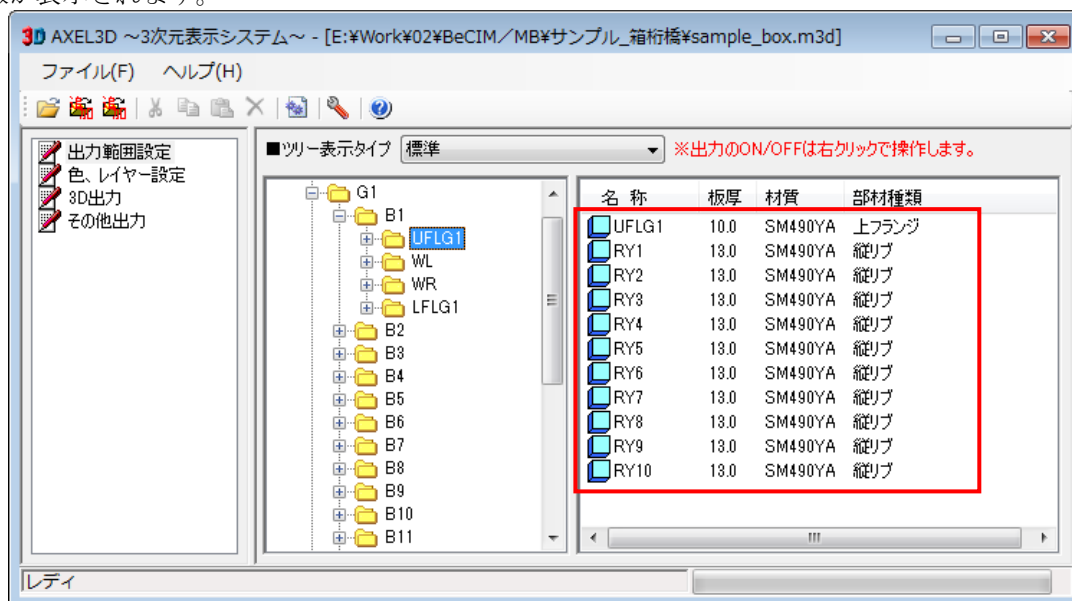 が表示されます。
3D AXEL3D ～3次元表示システム～ - [E:¥Work¥02¥BeCIM／MB¥サンプル_箱桁橋¥sample_box.m3d]
ファイル(F) ヘルプ(H)
出力範囲設定
色、レイヤー設定
3D出力
その他出力
■ツリー表示タイプ 標準 ※出力のON/OFFは右クリックで操作します。
G1
B1
UFLG1
WL
WR
LFLG1
B2
B3
B4
B5
B6
B7
B8
B9
B10
B11
名 称 板厚 材質 部材種類
UFLG1 10.0 SM490YA 上フランジ
RY1 13.0 SM490YA 縦リブ
RY2 13.0 SM490YA 縦リブ
RY3 13.0 SM490YA 縦リブ
RY4 13.0 SM490YA 縦リブ
RY5 13.0 SM490YA 縦リブ
RY6 13.0 SM490YA 縦リブ
RY7 13.0 SM490YA 縦リブ
RY8 13.0 SM490YA 縦リブ
RY9 13.0 SM490YA 縦リブ
RY10 13.0 SM490YA 縦リブ
レディ